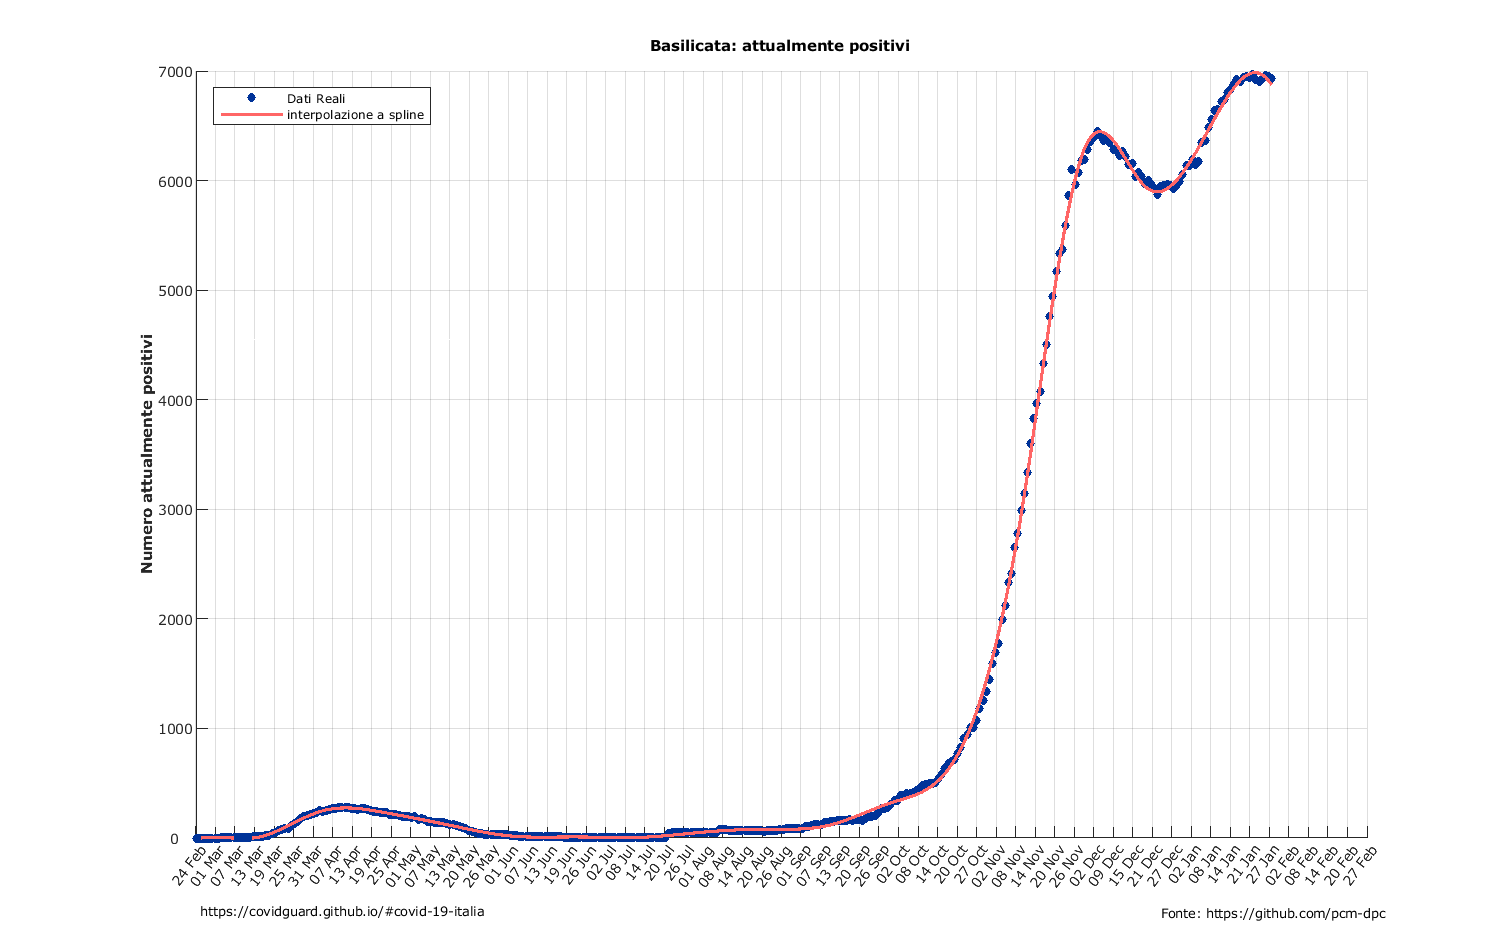 Basilicata: attualmente positivi
Dati Reali
interpolazione a spline
Numero attualmente positivi
7000
6000
5000
4000
3000
2000
1000
0
24 Feb
01 Mar
07 Mar
13 Mar
19 Mar
25 Mar
31 Mar
07 Apr
13 Apr
19 Apr
25 Apr
01 May
07 May
13 May
20 May
26 May
01 Jun
07 Jun
13 Jun
19 Jun
26 Jun
02 Jul
08 Jul
14 Jul
20 Jul
26 Jul
01 Aug
08 Aug
14 Aug
20 Aug
26 Aug
01 Sep
07 Sep
13 Sep
20 Sep
26 Sep
02 Oct
08 Oct
14 Oct
20 Oct
27 Oct
02 Nov
08 Nov
14 Nov
20 Nov
26 Nov
02 Dec
09 Dec
15 Dec
21 Dec
27 Dec
02 Jan
08 Jan
14 Jan
21 Jan
27 Jan
02 Feb
08 Feb
14 Feb
20 Feb
27 Feb
https://covidguard.github.io/#covid-19-italia
Fonte: https://github.com/pcm-dpc